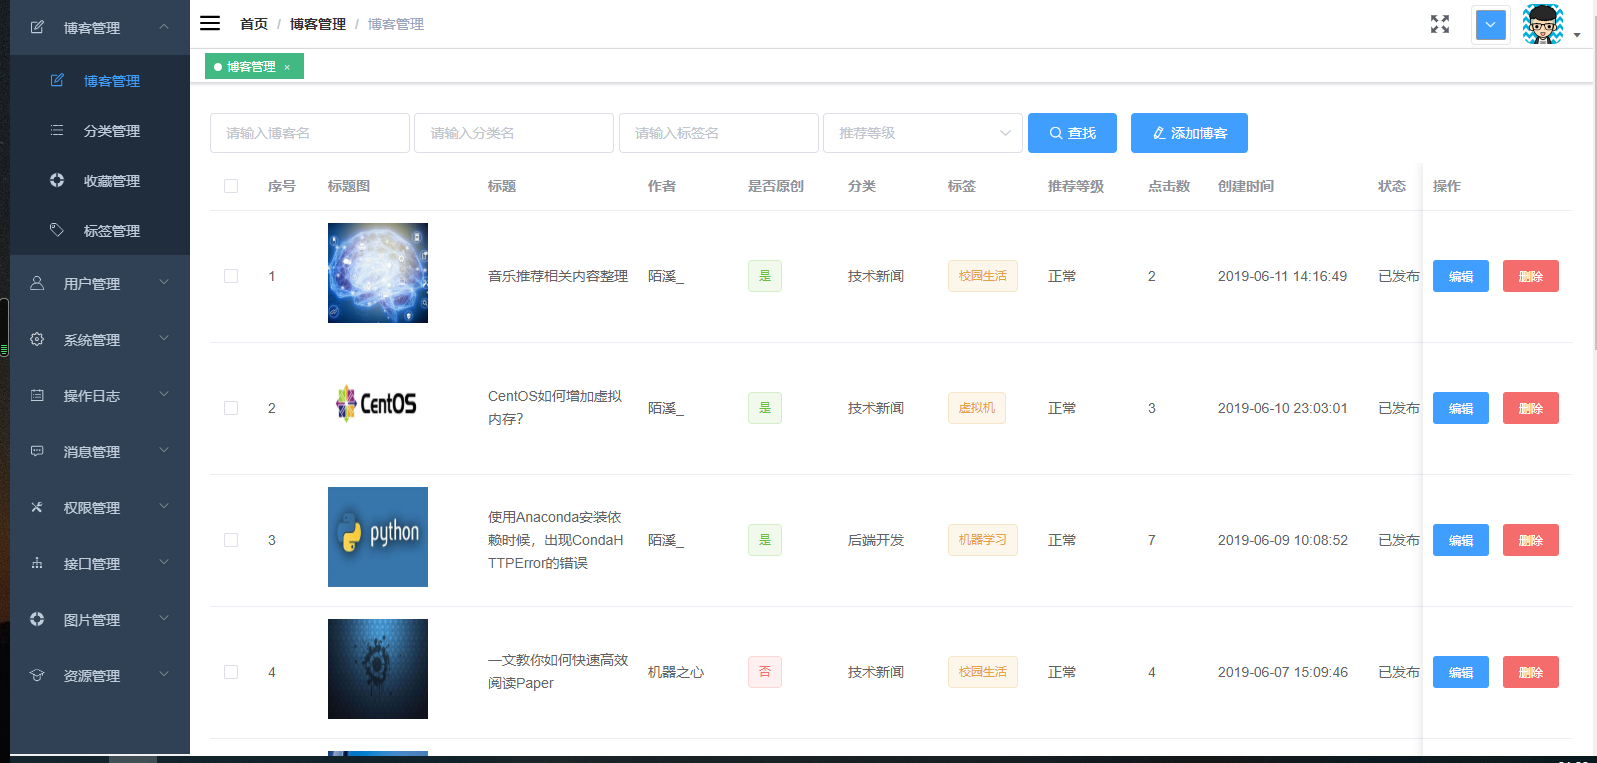 博客管理
博客管理
分类管理
收藏管理
标签管理
用户管理
系统管理
操作日志
消息管理
权限管理
接口管理
图片管理
资源管理
首页 / 博客管理 / 博客管理
博客管理 ×
请输入博客名 请输入分类名 请输入标签名 推荐等级 查找 添加博客
序号 标题图 标题 作者 是否原创 分类 标签 推荐等级 点击数 创建时间 状态 操作
1 音乐推荐相关内容整理 陌溪_ 是 技术新闻 校园生活 正常 2 2019-06-11 14:16:49 已发布 编辑 删除
2 CentOS CentOS如何增加虚拟 陌溪_ 是 技术新闻 虚拟机 正常 3 2019-06-10 23:03:01 已发布 编辑 删除
内存？
使用Anaconda安装依
3 python 赖时候，出现CondaH 陌溪_ 是 后端开发 机器学习 正常 7 2019-06-09 10:08:52 已发布 编辑 删除
TTPError的错误
4 一文教你如何快速高效 机器之心 否 技术新闻 校园生活 正常 4 2019-06-07 15:09:46 已发布 编辑 删除
阅读Paper